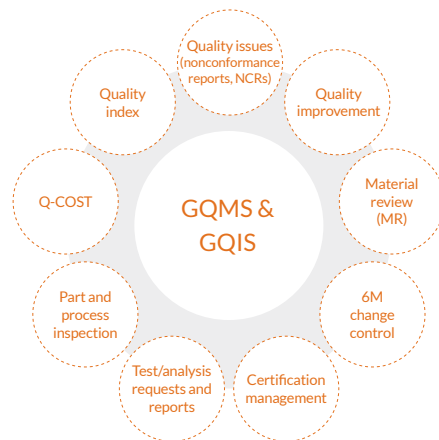 Quality issues
(nonconformance
reports, NCRs)
Quality
improvement
Material
review
(MR)
6M
change
control
Certification
management
Test/analysis
requests and
reports
Part and
process
inspection
Q-COST
Quality
index
GQMS &
GQIS